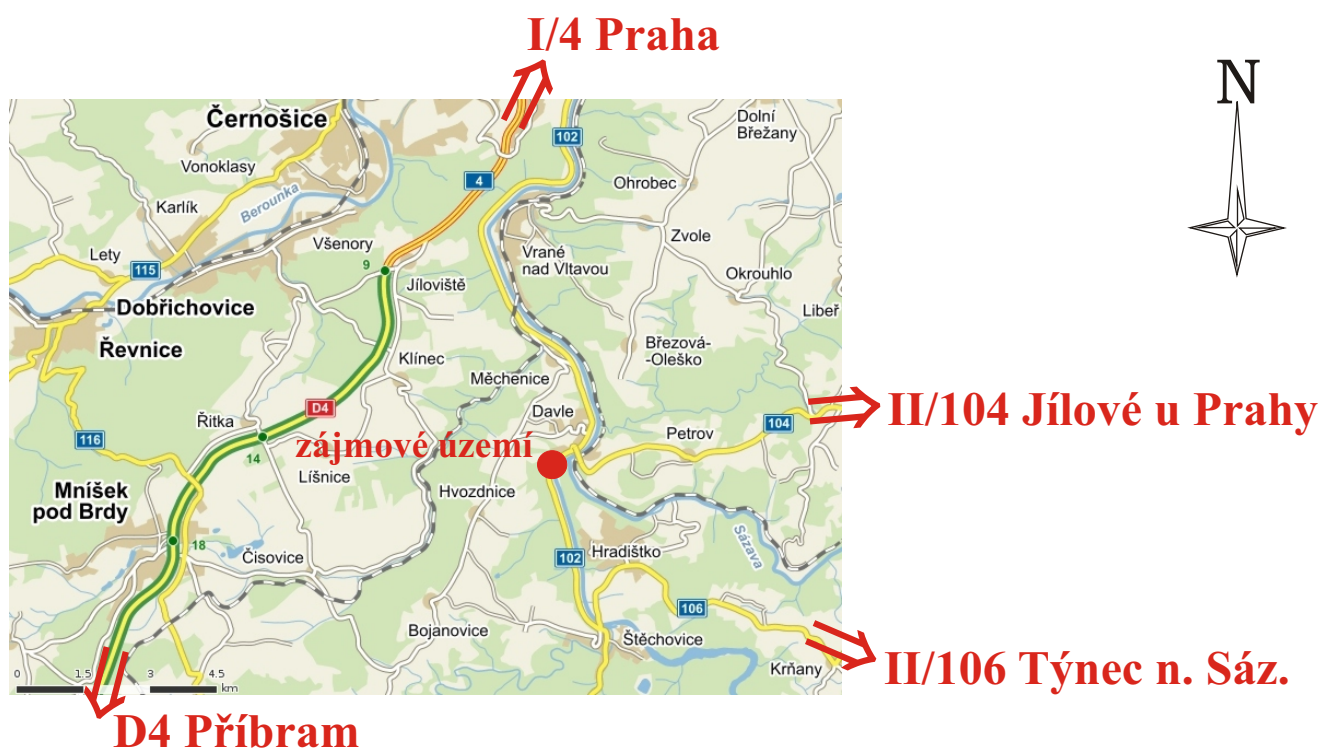 I/4 Praha
N
Černošice
Dolní
Břežany
102
Vonoklasy
4
Ohrobec
Karlík
Berounka
Všenory
Zvole
Lety
Vrané
nad Vltavou
9
115
Okrouhlo
Jíloviště
Dobřichovice
Libeř
Řevnice
Březová-
-Oleško
Klínec
Měchenice
D4
II/104 Jílové u Prahy
Davle
Řitka
104
116
Petrov
zájmové území
14
Líšnice
Mníšek
pod Brdy
Hvozdnice
Sázava
18
Čisovice
102
Hradištko
106
Bojanovice
Štěchovice
II/106 Týnec n. Sáz.
Krňany
0 1.5 3 4.5
km
D4 Příbram